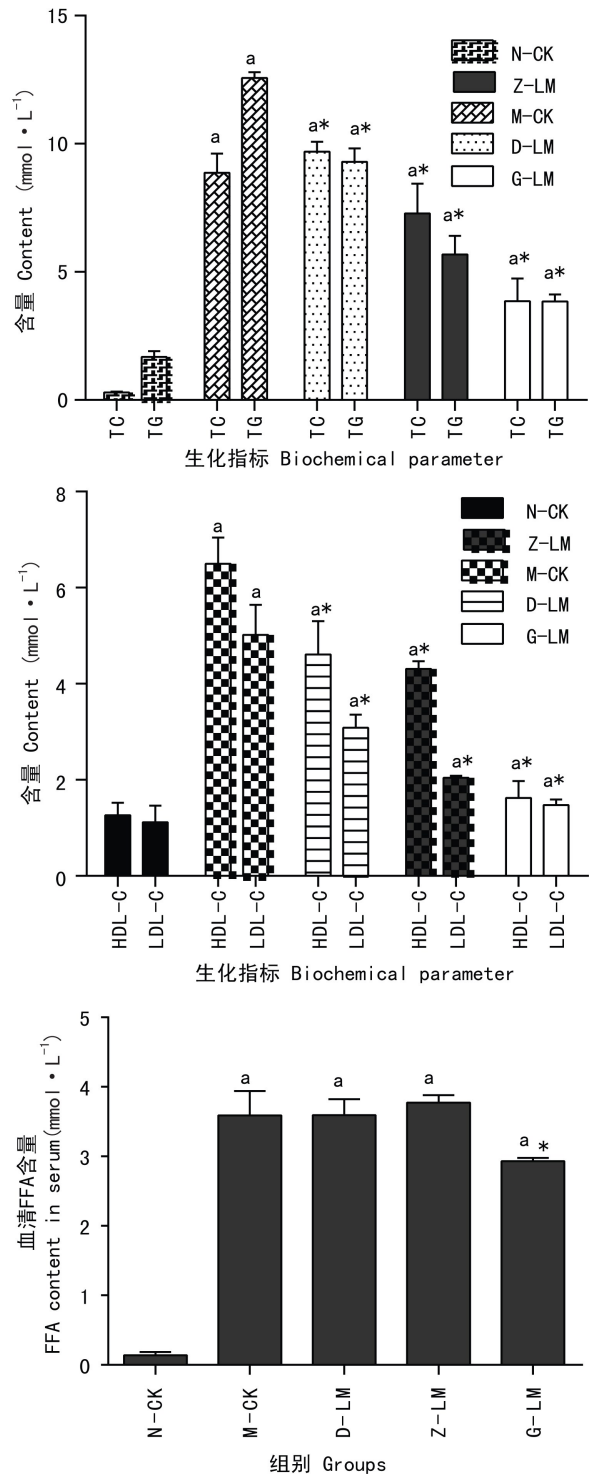 15
10
5
0
含量 Content (mmol·L⁻¹)
a
a
a*
a*
a*
a*
a*
a*
N-CK
Z-LM
M-CK
D-LM
G-LM
TC
TG
TC
TG
TC
TG
TC
TG
TC
TG
生化指标 Biochemical parameter
8
6
4
2
0
含量 Content (mmol·L⁻¹)
a
a
a*
a*
a*
a*
a*
a*
N-CK
Z-LM
M-CK
D-LM
G-LM
HDL-C
LDL-C
HDL-C
LDL-C
HDL-C
LDL-C
HDL-C
LDL-C
HDL-C
LDL-C
生化指标 Biochemical parameter
5
4
3
2
1
0
血清FFA含量
FFA content in serum(mmol·L⁻¹)
a
a
a
a *
N-CK
M-CK
D-LM
Z-LM
G-LM
组别 Groups